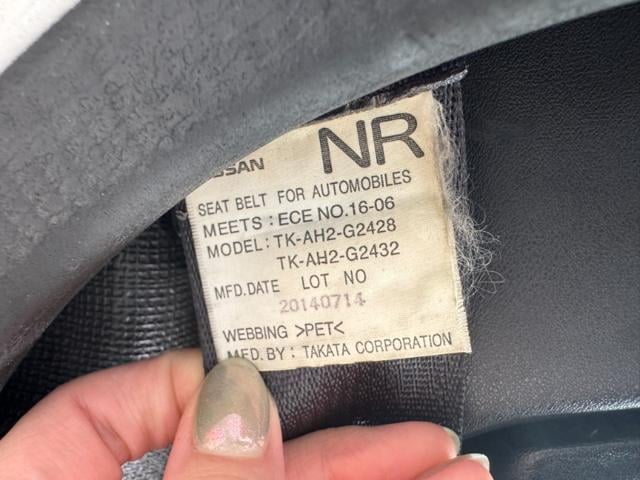 NR
SEAT BELT FOR AUTOMOBILES
MEETS: ECE NO.16-06
MODEL: TK-AH2-G2428
TK-AH2-G2432
MFD.DATE LOT NO
20140714
WEBBING >PET<
MFD. BY: TAKATA CORPORATION